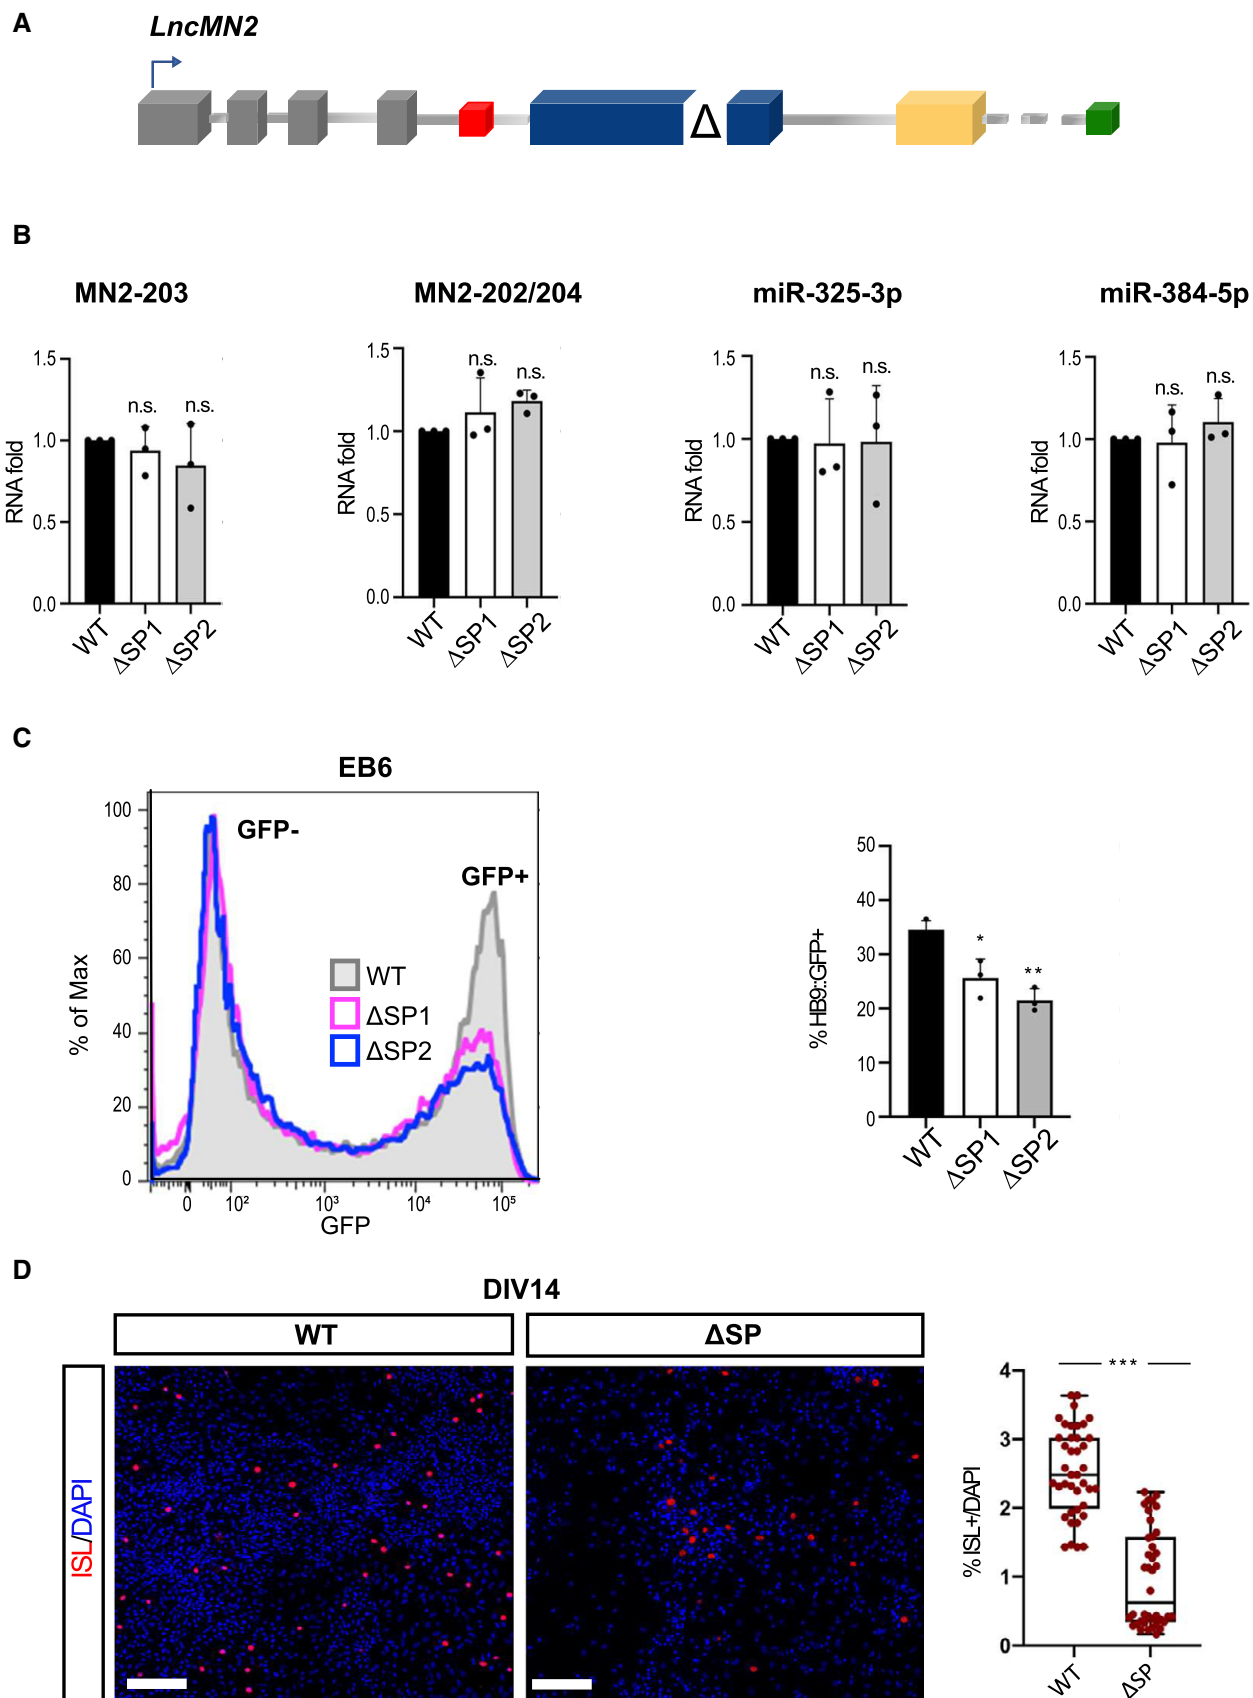 A
LncMN2
Δ
B
MN2-203
MN2-202/204
miR-325-3p
miR-384-5p
RNA fold
1.5
1.0
0.5
0.0
n.s.
n.s.
WT
ΔSP1
ΔSP2
RNA fold
1.5
1.0
0.5
0.0
n.s.
n.s.
WT
ΔSP1
ΔSP2
RNA fold
1.5
1.0
0.5
0.0
n.s.
n.s.
WT
ΔSP1
ΔSP2
RNA fold
1.5
1.0
0.5
0.0
n.s.
n.s.
WT
ΔSP1
ΔSP2
C
EB6
% of Max
100
80
60
40
20
0
GFP-
GFP+
WT
ΔSP1
ΔSP2
0
10²
10³
10⁴
10⁵
GFP
% HB9::GFP+
50
40
30
20
10
0
*
**
WT
ΔSP1
ΔSP2
D
DIV14
WT
ΔSP
ISL/DAPI
% ISL+/DAPI
4
3
2
1
0
***
WT
ΔSP